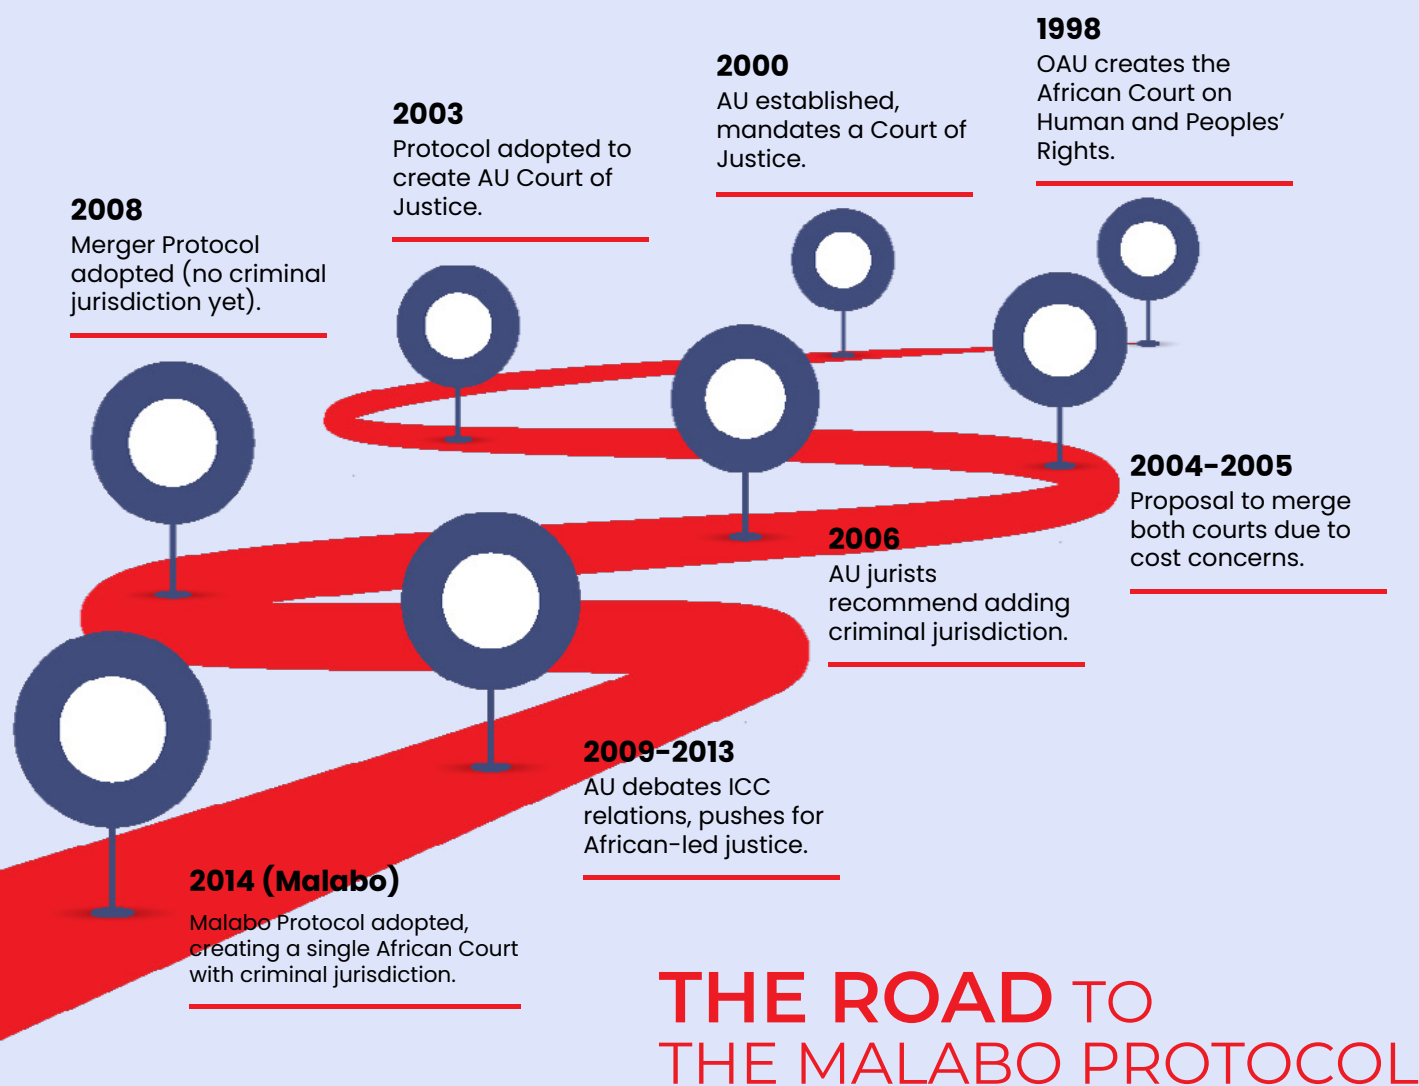 1998
OAU creates the
African Court on
Human and Peoples’
Rights.
2000
AU established,
mandates a Court of
Justice.
2003
Protocol adopted to
create AU Court of
Justice.
2004-2005
Proposal to merge
both courts due to
cost concerns.
2006
AU jurists
recommend adding
criminal jurisdiction.
2008
Merger Protocol
adopted (no criminal
jurisdiction yet).
2009-2013
AU debates ICC
relations, pushes for
African-led justice.
2014 (Malabo)
Malabo Protocol adopted,
creating a single African Court
with criminal jurisdiction.
THE ROAD TO
THE MALABO PROTOCOL